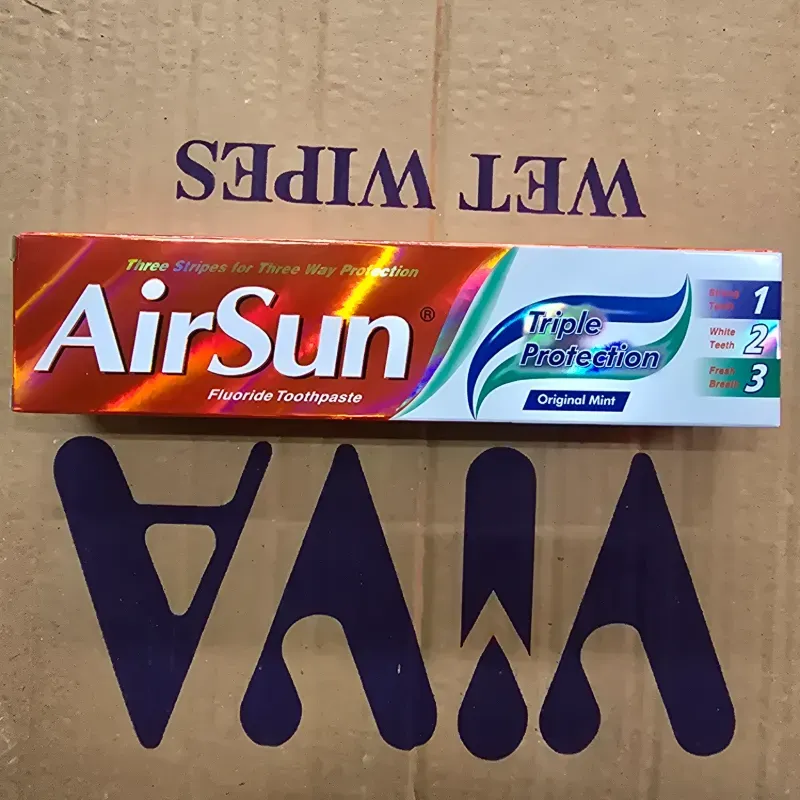 WET WIPES
Three Stripes for Three Way Protection
AirSun®
Fluoride Toothpaste
Triple
Protection
Original Mint
Strong
Teeth
1
White
Teeth
2
Fresh
Breath
3
ViVA